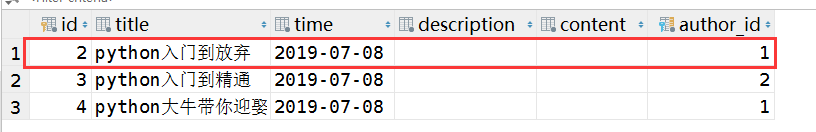 id title time description content author_id
1 2 python入门到放弃 2019-07-08 1
2 3 python入门到精通 2019-07-08 2
3 4 python大牛带你迎娶 2019-07-08 1